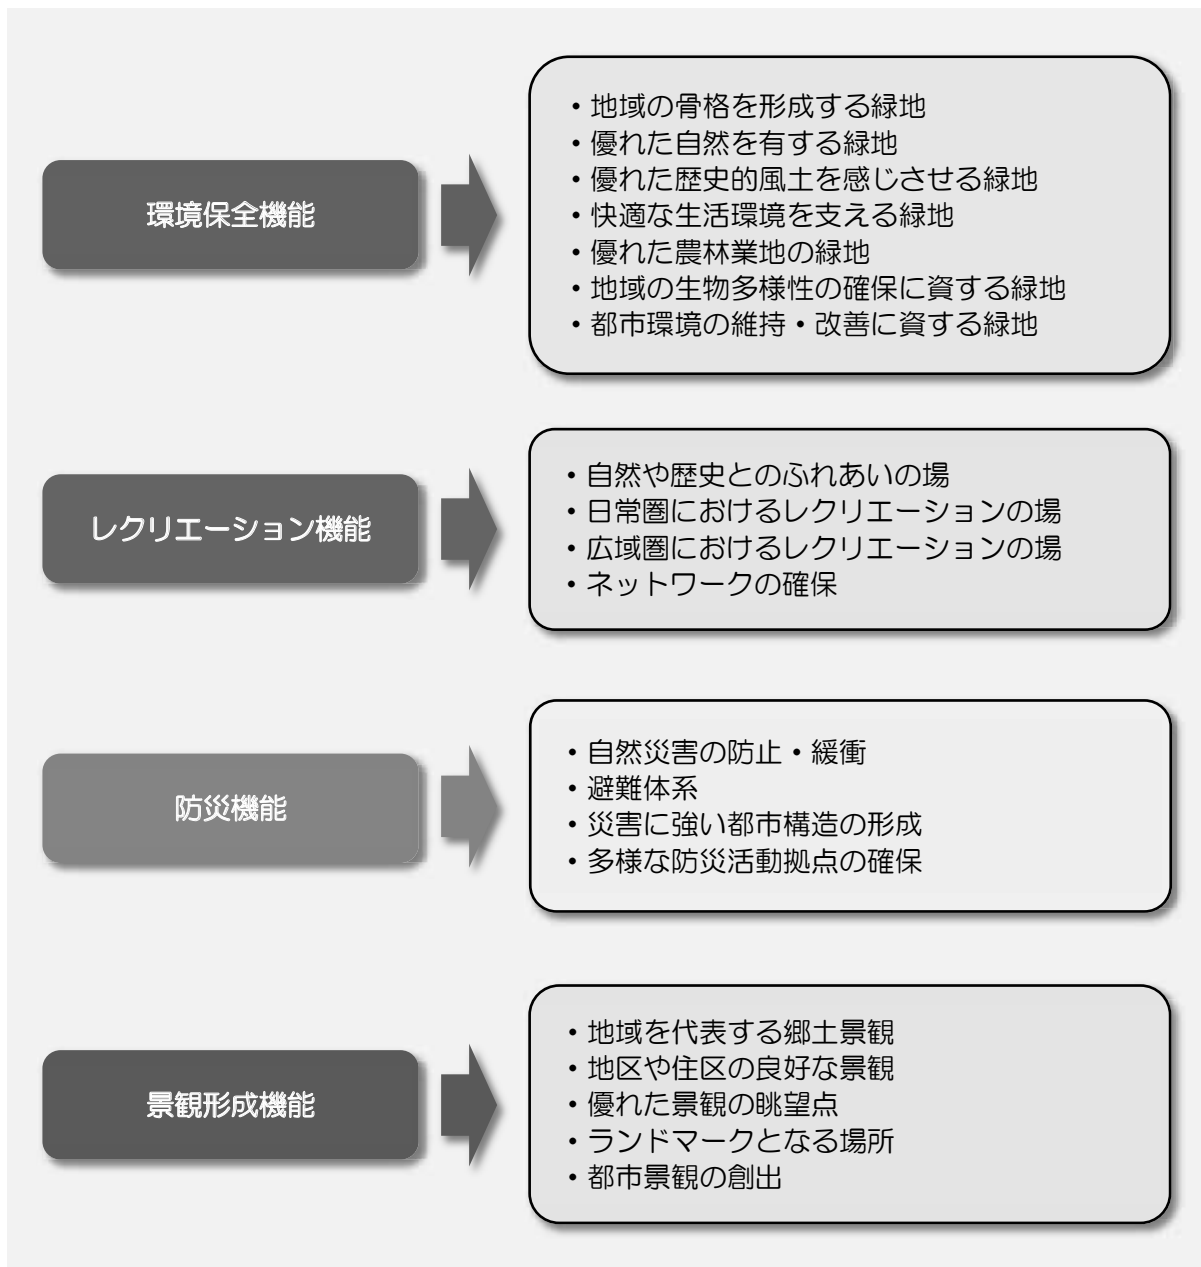 環境保全機能
・地域の骨格を形成する緑地
・優れた自然を有する緑地
・優れた歴史的風土を感じさせる緑地
・快適な生活環境を支える緑地
・優れた農林業地の緑地
・地域の生物多様性の確保に資する緑地
・都市環境の維持・改善に資する緑地
レクリエーション機能
・自然や歴史とのふれあいの場
・日常圏におけるレクリエーションの場
・広域圏におけるレクリエーションの場
・ネットワークの確保
防災機能
・自然災害の防止・緩衝
・避難体系
・災害に強い都市構造の形成
・多様な防災活動拠点の確保
景観形成機能
・地域を代表する郷土景観
・地区や住区の良好な景観
・優れた景観の眺望点
・ランドマークとなる場所
・都市景観の創出